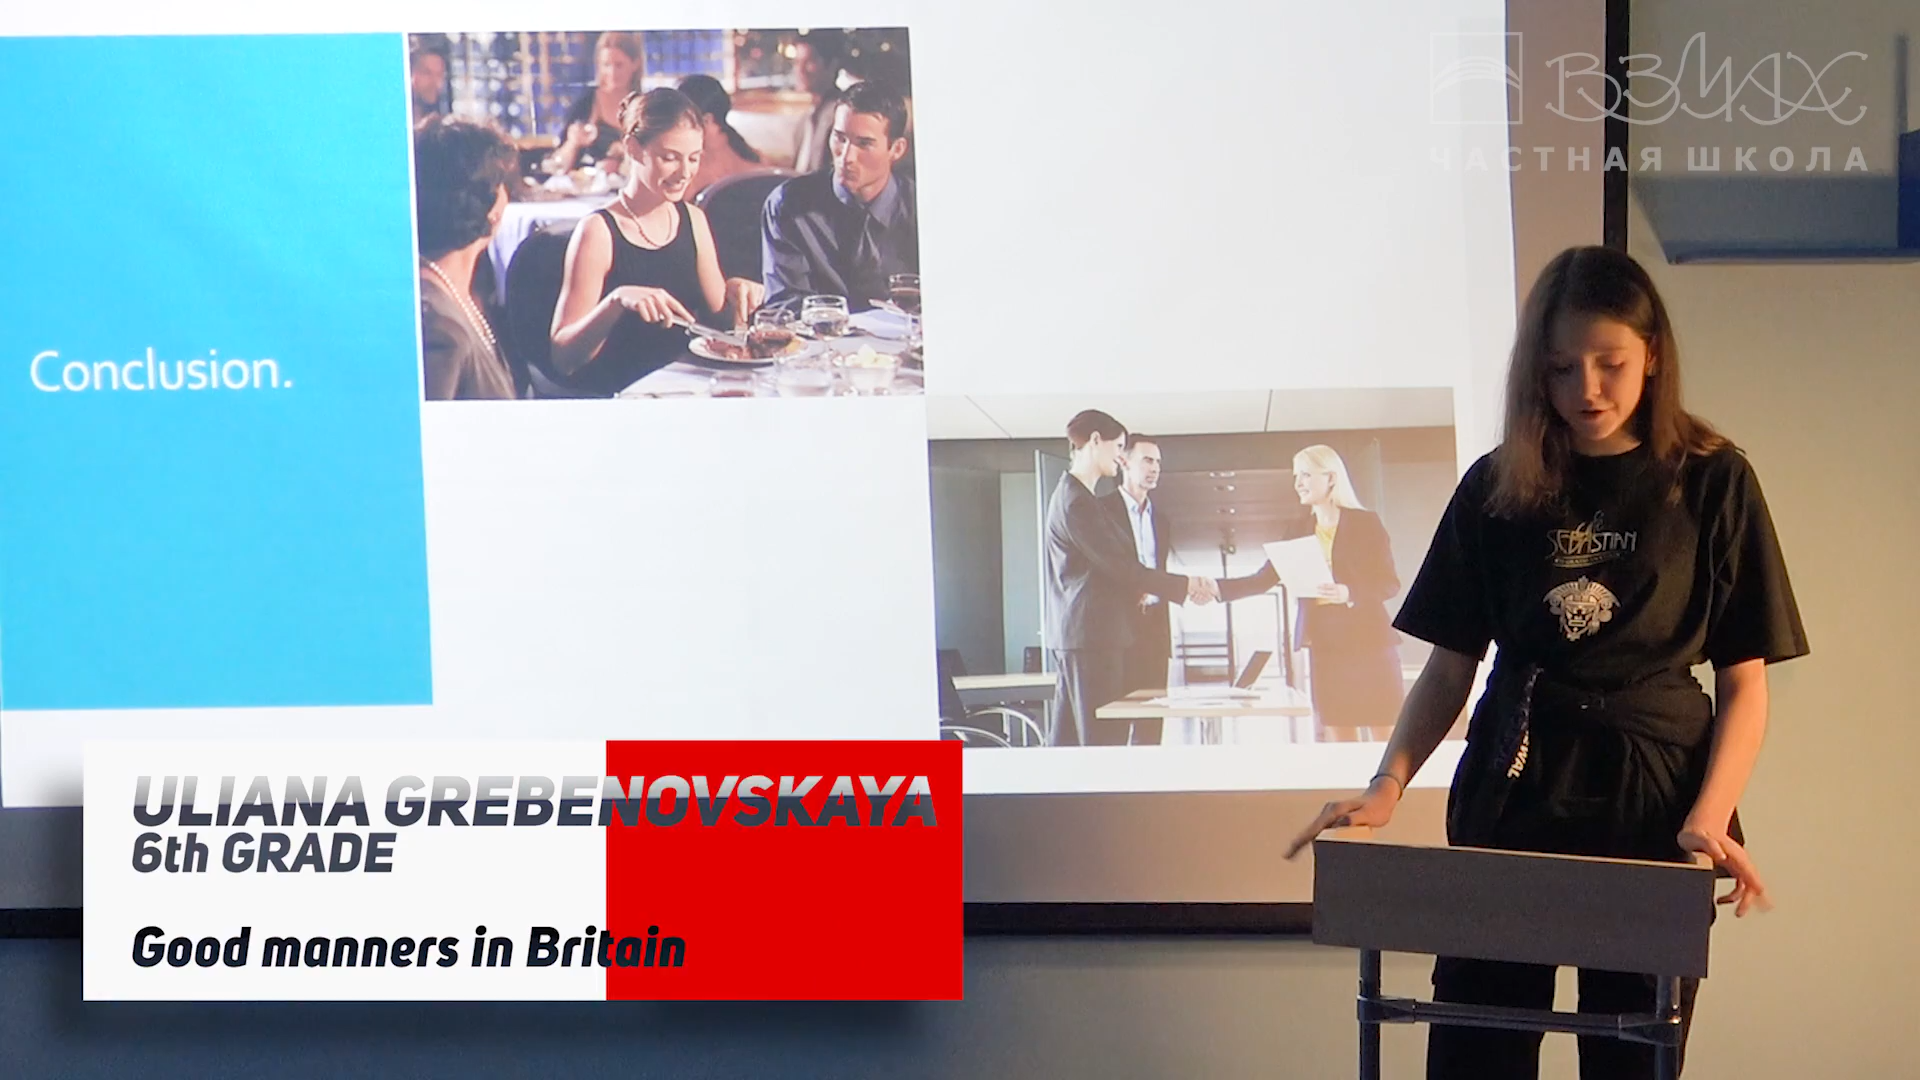 ВЗМАХ
ЧАСТНАЯ ШКОЛА
Conclusion.
SEBASTIAN
ULIANA GREBENOVSKAYA
6th GRADE
Good manners in Britain